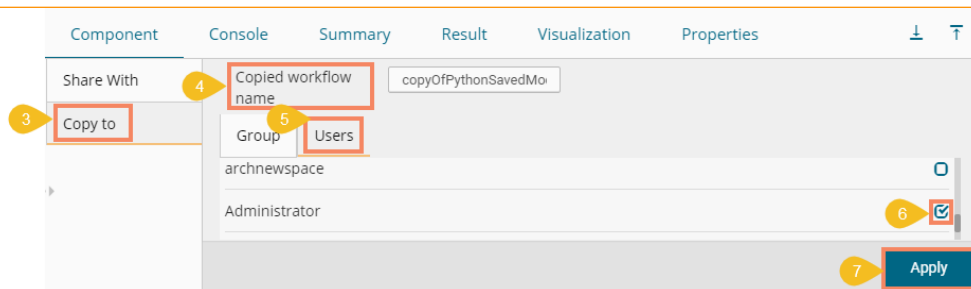 Component Console Summary Result Visualization Properties
Share With
4 Copied workflow name copyOfPythonSavedMo
3 Copy to
5
Group Users
archnewspace
Administrator 6
7 Apply